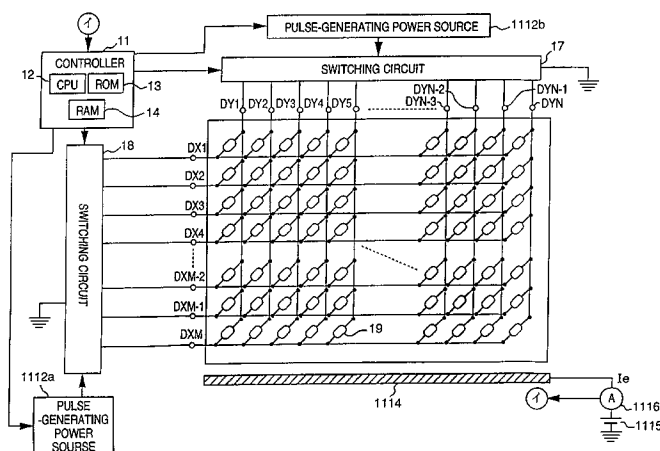 イ
11
CONTROLLER
12
CPU
ROM
13
RAM
14
PULSE-GENERATING POWER SOURCE
1112b
SWITCHING CIRCUIT
17
DY1
DY2
DY3
DY4
DY5
DYN-2
DYN-3
DYN-1
DYN
18
SWITCHING CIRCUIT
DX1
DX2
DX3
DX4
DXM-2
DXM-1
DXM
19
1112a
PULSE
-GENERATING
POWER
SOURSE
1114
Ie
イ
A
1116
1115